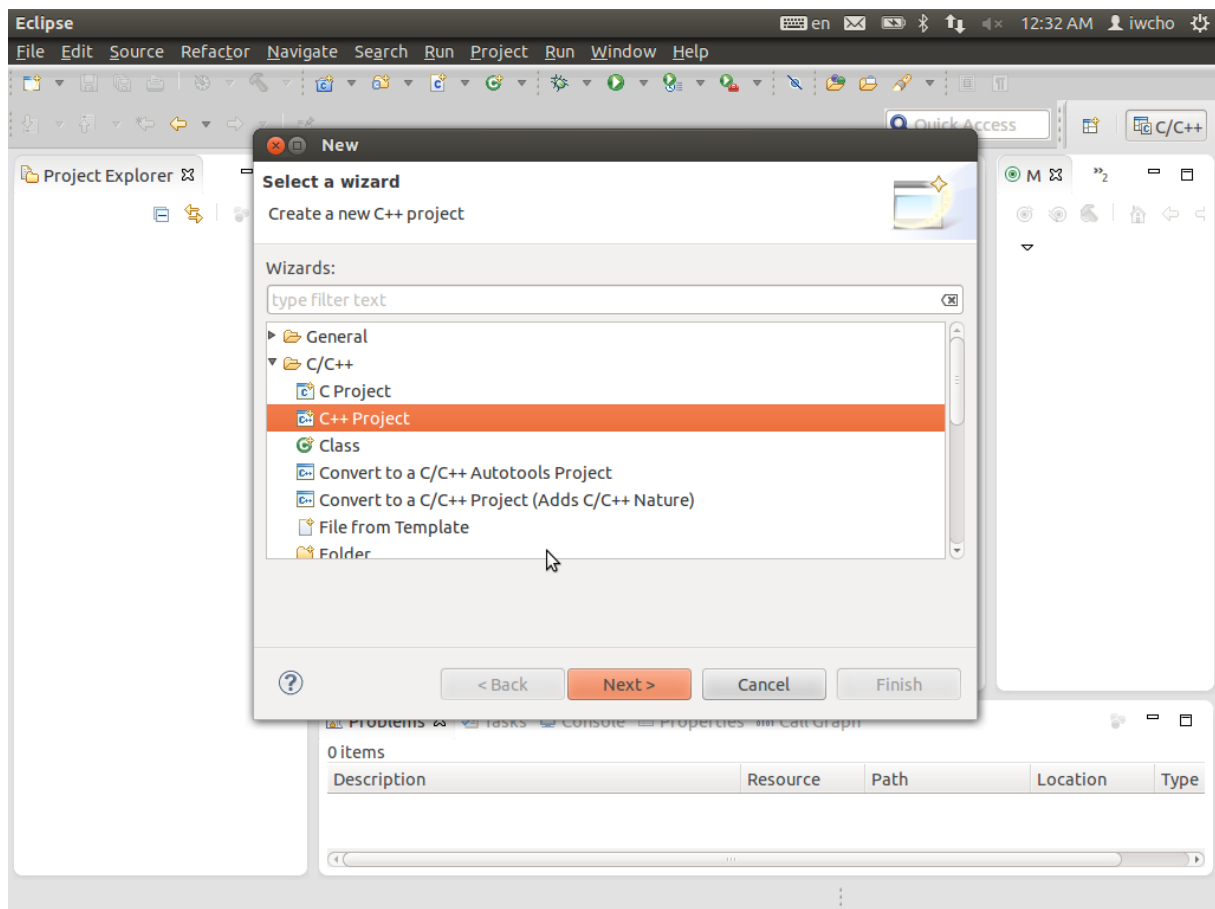 Eclipse en 12:32 AM iwcho
File Edit Source Refactor Navigate Search Run Project Run Window Help
Quick Access C/C++
New
Project Explorer
M
»2
Select a wizard
Create a new C++ project
Wizards:
type filter text
General
C/C++
C Project
C++ Project
Class
Convert to a C/C++ Autotools Project
Convert to a C/C++ Project (Adds C/C++ Nature)
File from Template
Folder
< Back Next > Cancel Finish
Problems Tasks Console Properties Call Graph
0 items
Description Resource Path Location Type